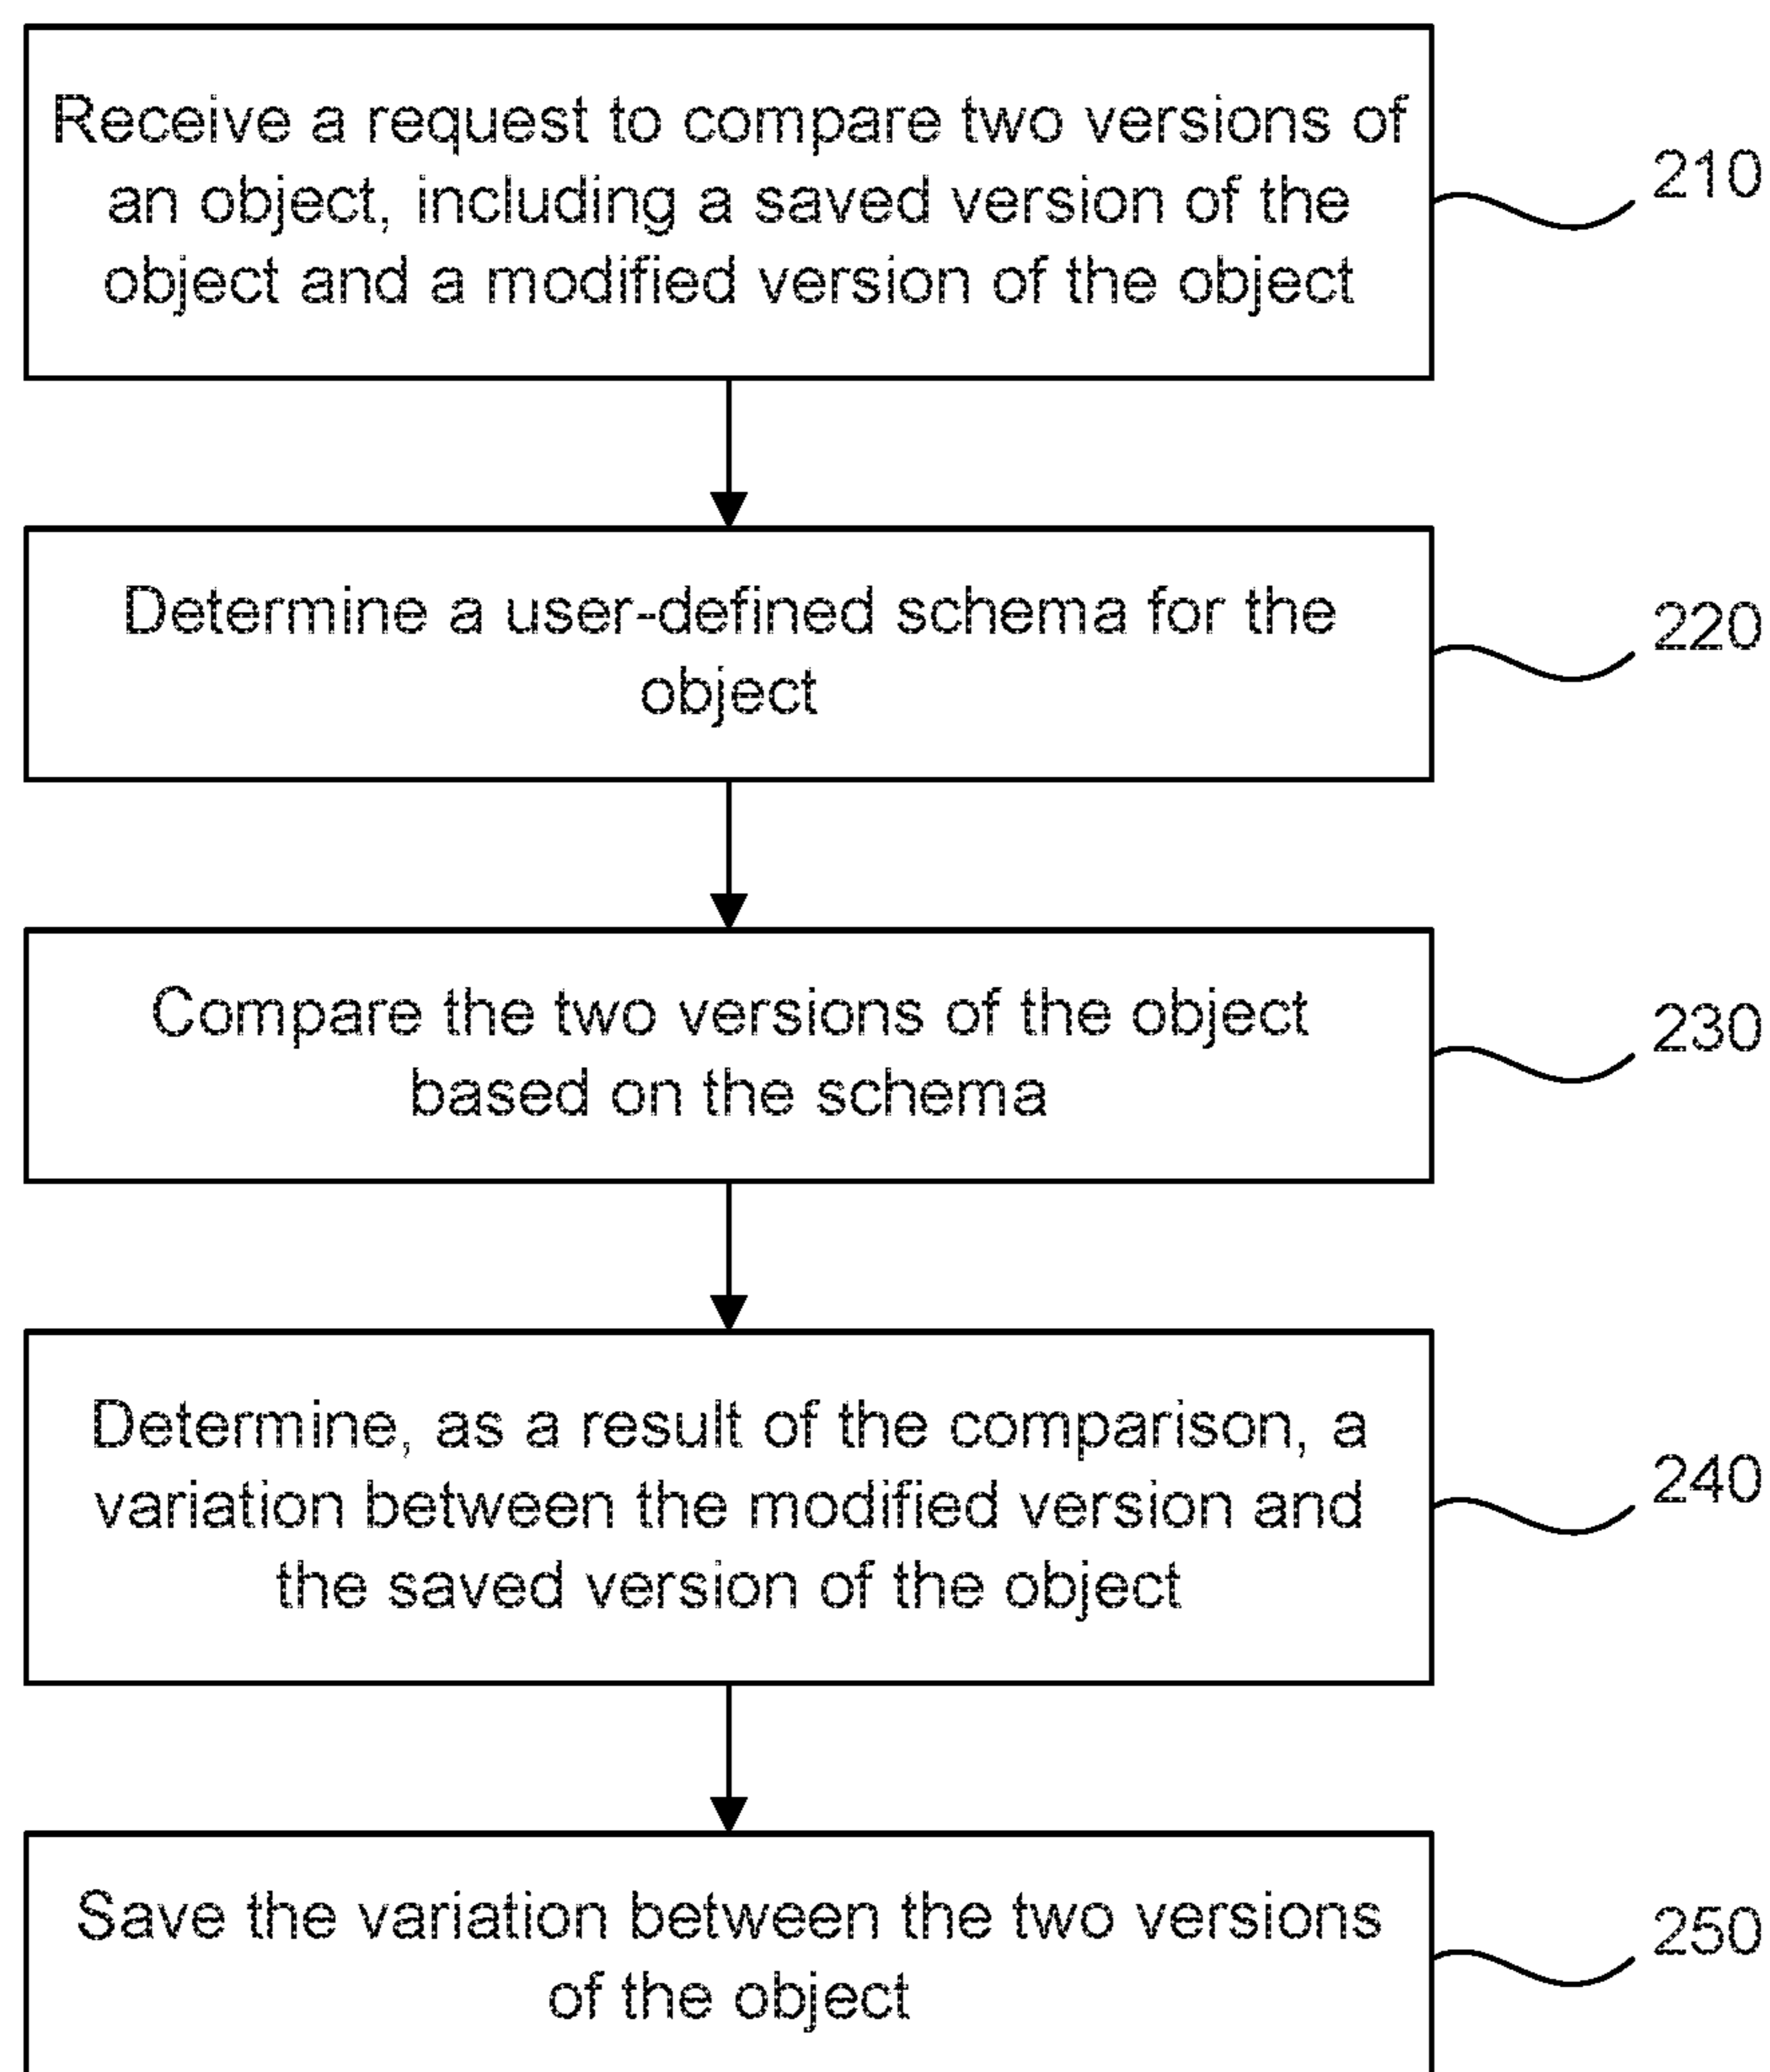 Receive a request to compare two versions of
an object, including a saved version of the
object and a modified version of the object
210
Determine a user-defined schema for the
object
220
Compare the two versions of the object
based on the schema
230
Determine, as a result of the comparison, a
variation between the modified version and
the saved version of the object
240
Save the variation between the two versions
of the object
250